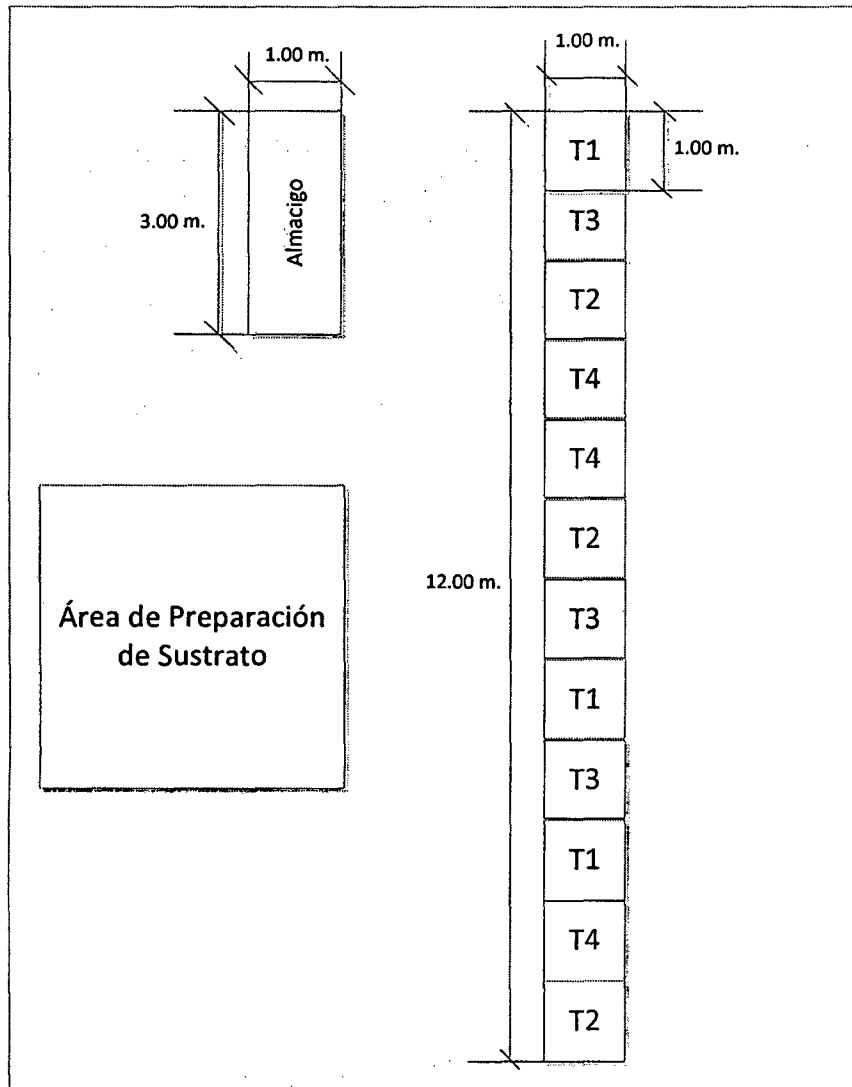 1.00 m.
3.00 m.
Almacigo
Área de Preparación
de Sustrato
1.00 m.
1.00 m.
12.00 m.
T1
T3
T2
T4
T4
T2
T3
T1
T3
T1
T4
T2